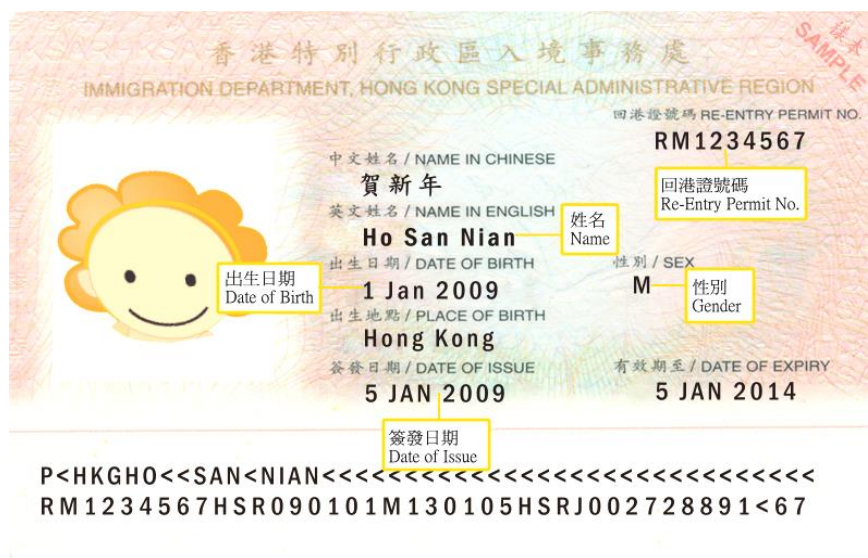 樣本
SAMPLE
香港特別行政區入境事務處
IMMIGRATION DEPARTMENT, HONG KONG SPECIAL ADMINISTRATIVE REGION
回港證號碼 RE-ENTRY PERMIT NO.
RM1234567
回港證號碼
Re-Entry Permit No.
中文姓名 / NAME IN CHINESE
賀新年
英文姓名 / NAME IN ENGLISH
Ho San Nian
姓名
Name
出生日期 / DATE OF BIRTH
1 Jan 2009
出生日期
Date of Birth
性別 / SEX
M
性別
Gender
出生地點 / PLACE OF BIRTH
Hong Kong
簽發日期 / DATE OF ISSUE
5 JAN 2009
有效期至 / DATE OF EXPIRY
5 JAN 2014
簽發日期
Date of Issue
P<HKGHO<<SAN<NIAN<<<<<<<<<<<<<<<<<<<<<<<<<<<<<<
RM1234567HSR090101M130105HSRJ002728891<67